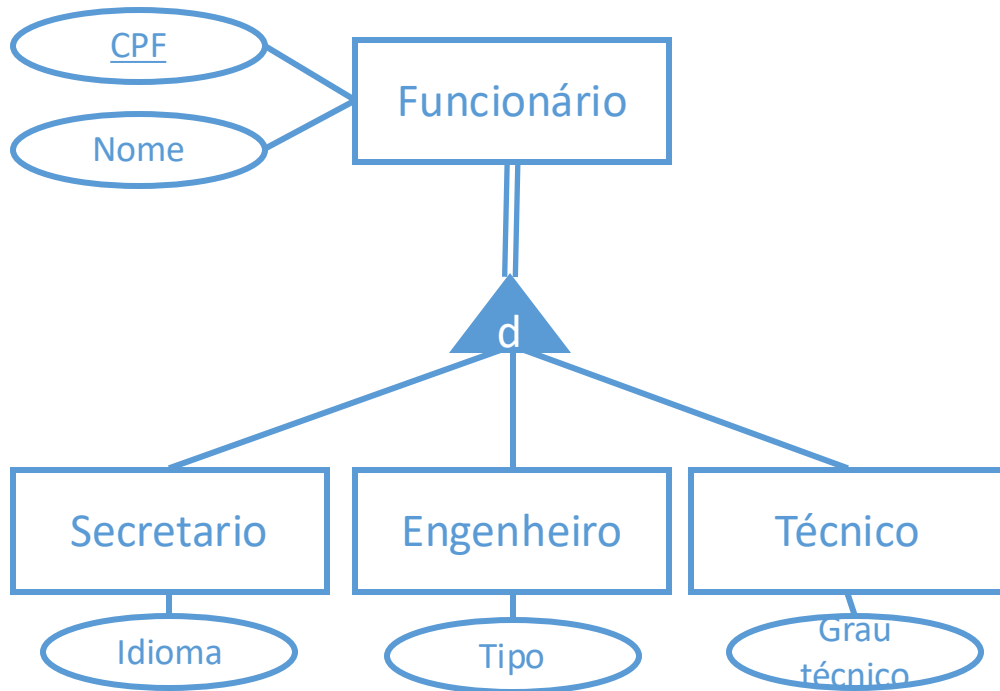 CPF
Funcionário
Nome
d
Secretario
Engenheiro
Técnico
Idioma
Tipo
Grau
técnico